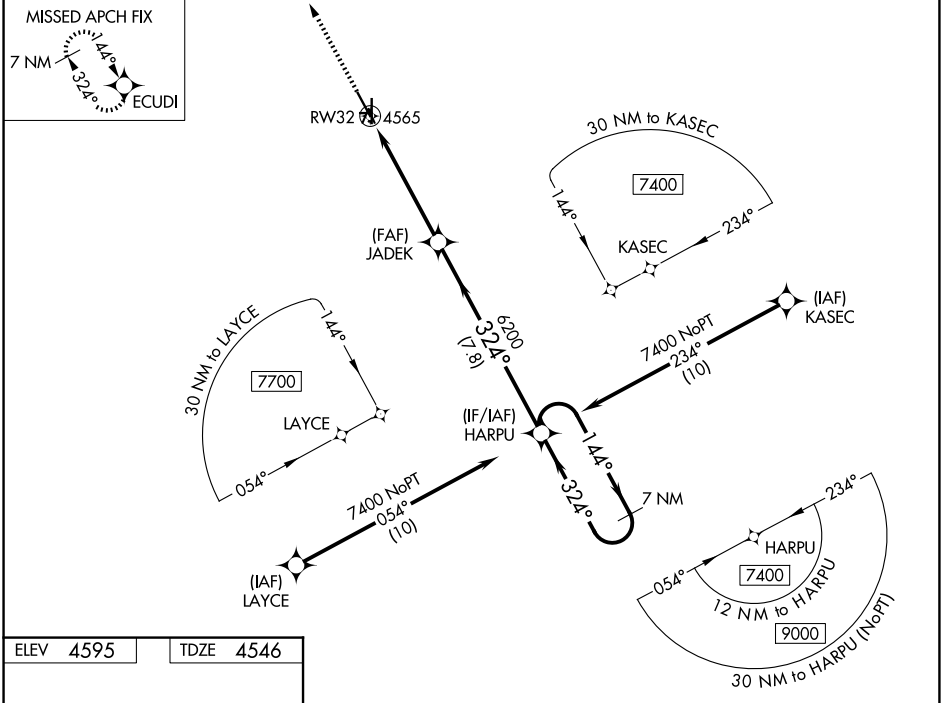 MISSED APCH FIX
7 NM
144°
324°
ECUDI
RW32
4565
30 NM to KASEC
7400
144°
234°
KASEC
(FAF)
JADEK
(IAF)
KASEC
7400 NoPT
234°
(10)
6200
324°
(7.8)
30 NM to LAYCE
144°
7700
LAYCE
054°
(IF/IAF)
HARPU
144°
324°
7 NM
7400 NoPT
054°
(10)
(IAF)
LAYCE
234°
054°
HARPU
7400
12 NM to HARPU
9000
30 NM to HARPU (NoPT)
ELEV 4595
TDZE 4546